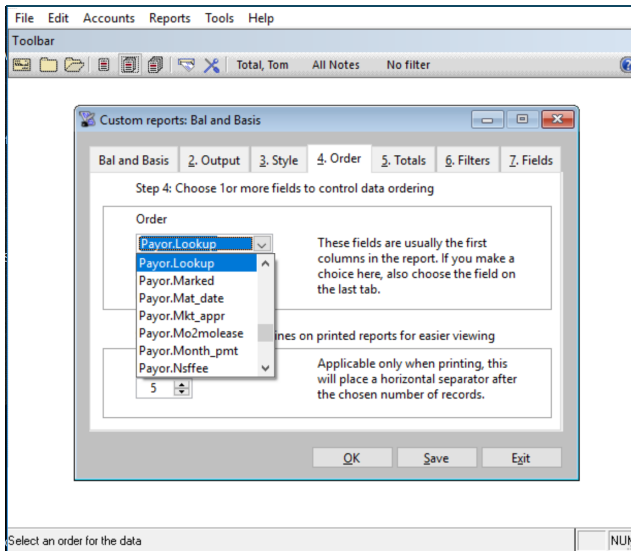 File Edit Accounts Reports Tools Help
Toolbar
Total, Tom All Notes No filter
Custom reports: Bal and Basis
Bal and Basis 2. Output 3. Style 4. Order 5. Totals 6. Filters 7. Fields
Step 4: Choose 1or more fields to control data ordering
Order
Payor.Lookup
Payor.Lookup
Payor.Marked
Payor.Mat_date
Payor.Mkt_appr
Payor.Mo2molease
Payor.Month_pmt
Payor.Nsffee
These fields are usually the first
columns in the report. If you make a
choice here, also choose the field on
the last tab.
ines on printed reports for easier viewing
5
Applicable only when printing, this
will place a horizontal separator after
the chosen number of records.
OK Save Exit
Select an order for the data
NUM